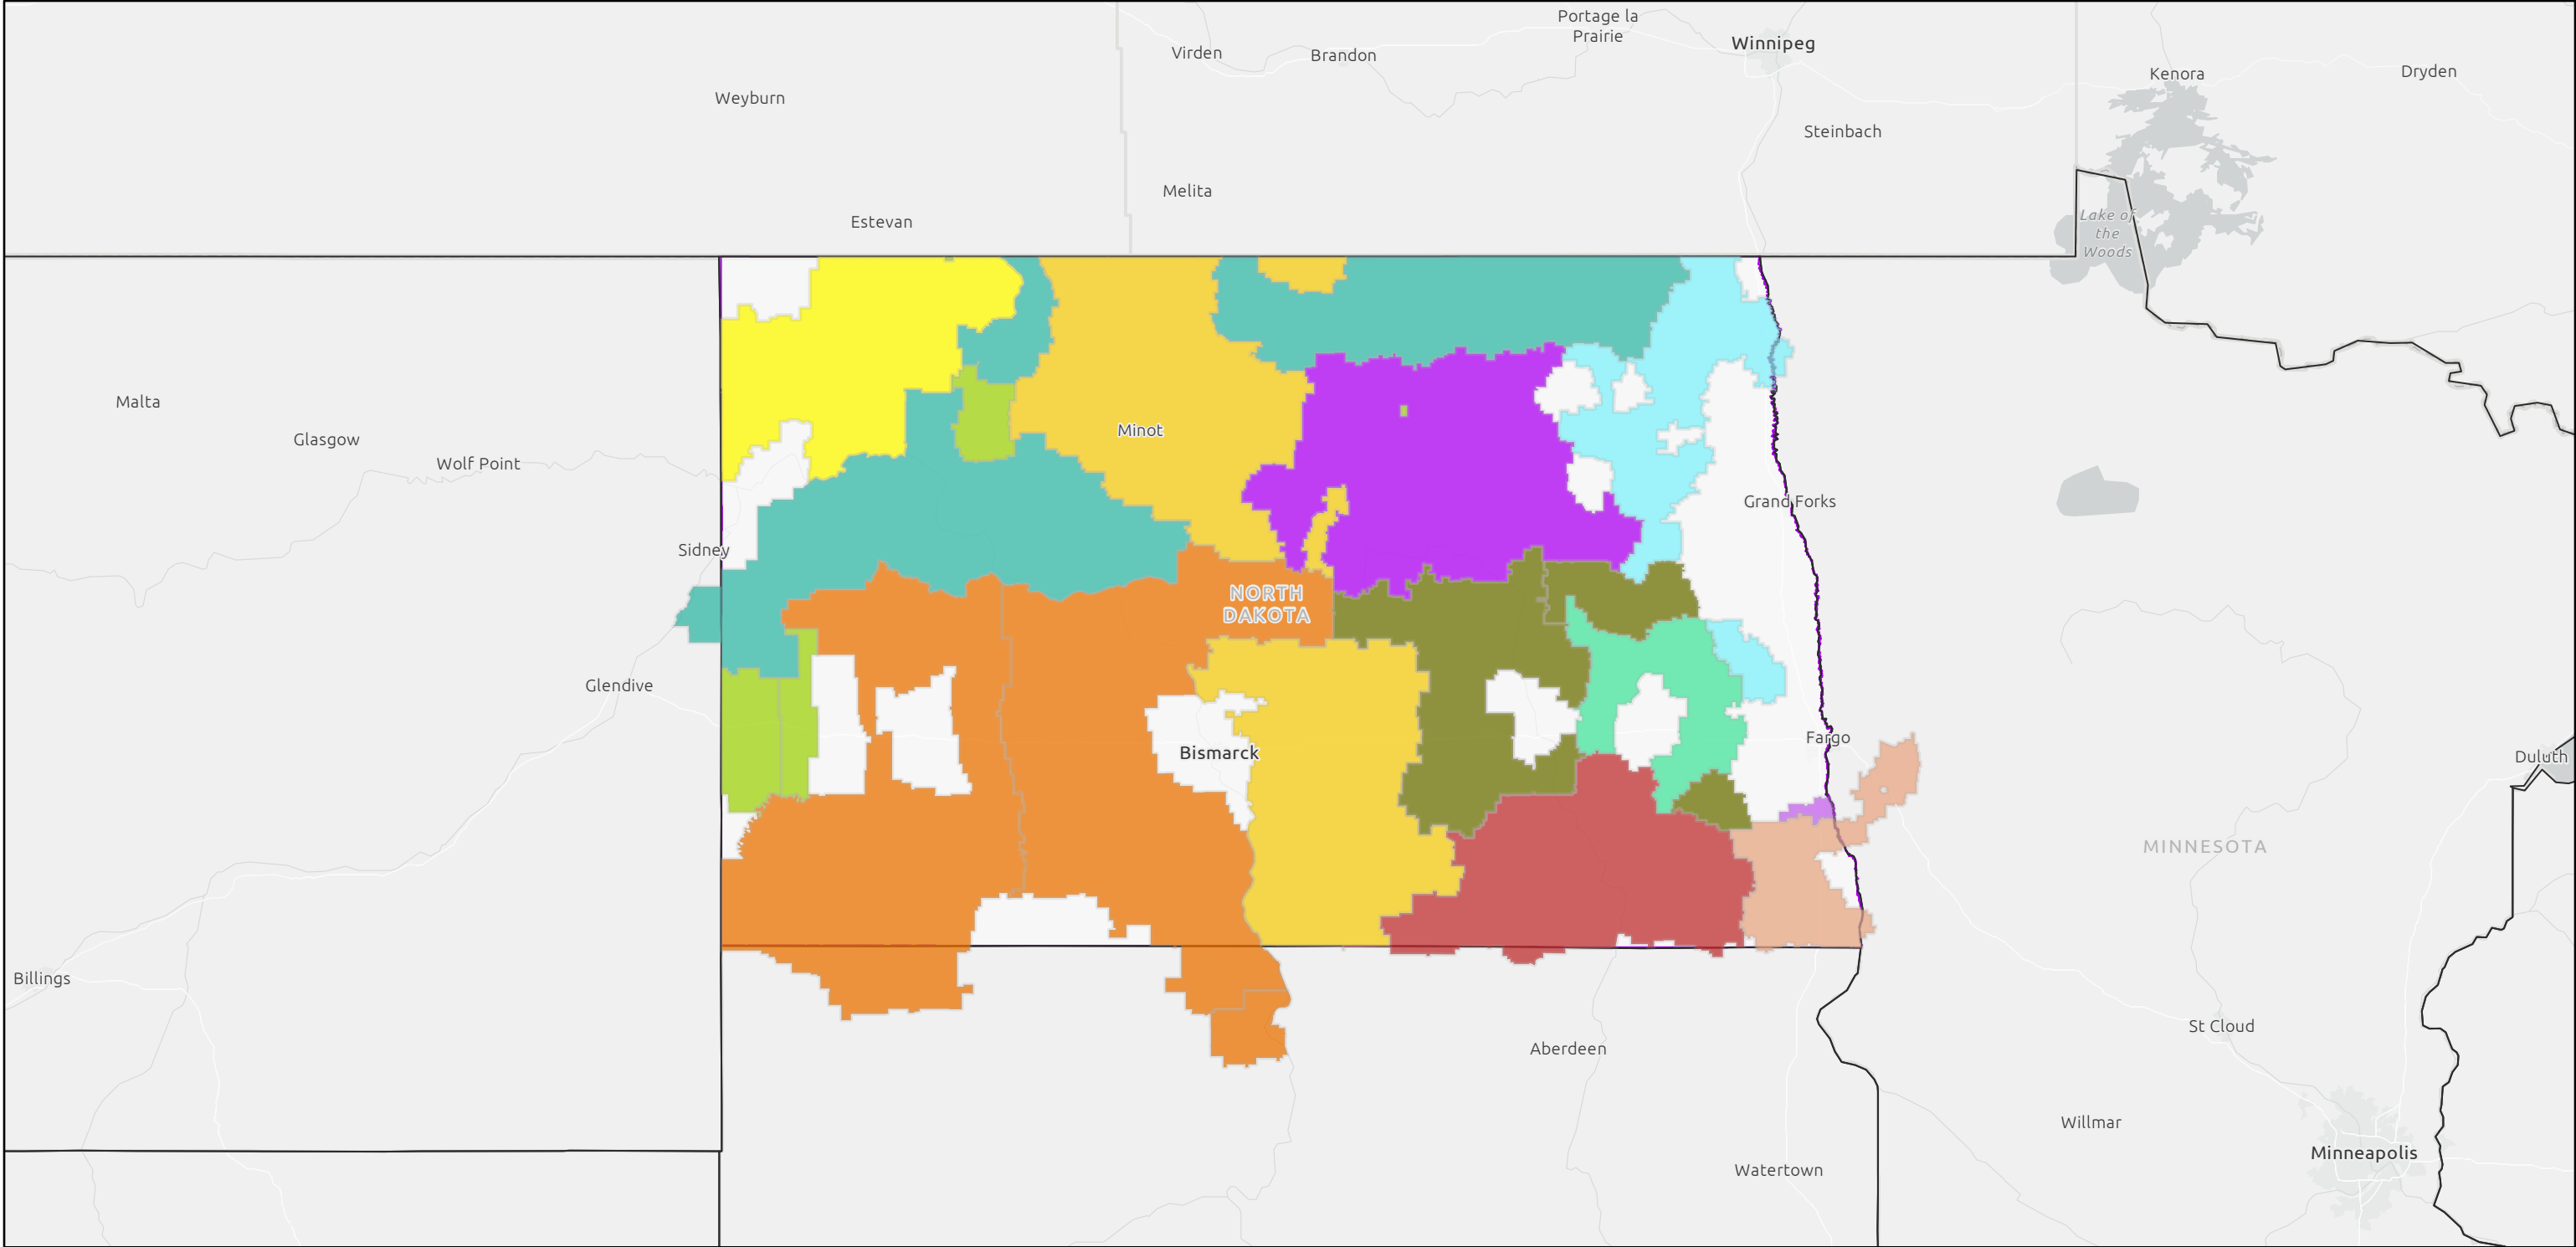 Portage la
Prairie
Winnipeg
Virden
Brandon
Kenora
Dryden
Weyburn
Steinbach
Melita
Estevan
Lake of
the
Woods
Malta
Minot
Glasgow
Wolf Point
Grand Forks
Sidney
NORTH
DAKOTA
Glendive
Fargo
Bismarck
Duluth
MINNESOTA
Billings
St Cloud
Aberdeen
Willmar
Minneapolis
Watertown